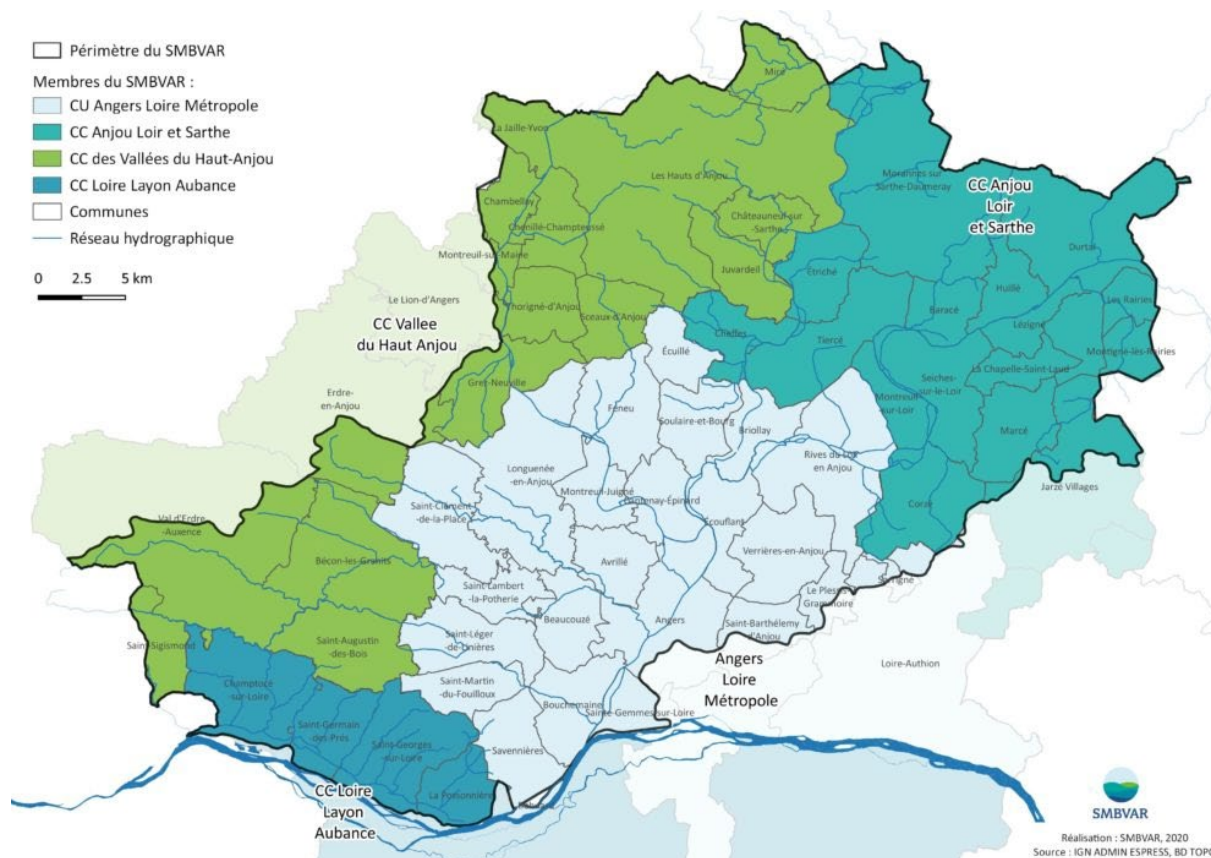 Périmètre du SMBVAR
Membres du SMBVAR :
CU Angers Loire Métropole
CC Anjou Loir et Sarthe
CC des Vallées du Haut-Anjou
CC Loire Layon Aubance
Communes
Réseau hydrographique
0 2.5 5 km
Miré
La Jaille-Yvon
Les Hauts d'Anjou
Morannes sur
Sarthe-Daumeray
CC Anjou
Loir
et Sarthe
Chambellay
Châteauneuf-sur
-Sarthe
Chenillé-Champteussé
Durtal
Montreuil-sur-Maine
Juvardeil
Étriché
Huillé
Les Rairies
Le Lion-d'Angers
Thorigné-d'Anjou
Sceaux-d'Anjou
Baracé
Lézigné
CC Vallee
du Haut Anjou
Cheffes
Tiercé
Montigné-lès-Rairies
Écuillé
La Chapelle-Saint-Laud
Grez-Neuville
Seiches
-sur-le-Loir
Erdre-
en-Anjou
Feneu
Montreuil
-sur-Loir
Soulaire-et-Bourg
Briollay
Marcé
Rives du Loir
en Anjou
Longuenée
-en-Anjou
Jarzé Villages
Montreuil-Juigné
Cantenay-Épinard
Saint-Clément
-de-la-Place
Corzé
Val d'Erdre
-Auxence
Écouflant
Bécon-les-Granits
Avrillé
Verrières-en-Anjou
Saint-Lambert
-la-Potherie
Le Plessis
Grammoire
Beaucouzé
Angers
Saint-Barthélemy
d'Anjou
Saint-Sigismond
Saint-Augustin
-des-Bois
Saint-Léger
-de-Linières
Angers
Loire
Métropole
Loire-Authion
Champtocé
-sur-Loire
Saint-Martin
-du-Fouilloux
Bouchemaine
Sainte-Gemmes-sur-Loire
Saint-Germain
-des-Prés
Saint-Georges
-sur-Loire
Savennières
CC Loire
Layon
Aubance
La Possonnière
SMBVAR
Réalisation : SMBVAR, 2020
Source : IGN ADMIN ESPRESS, BD TOPO